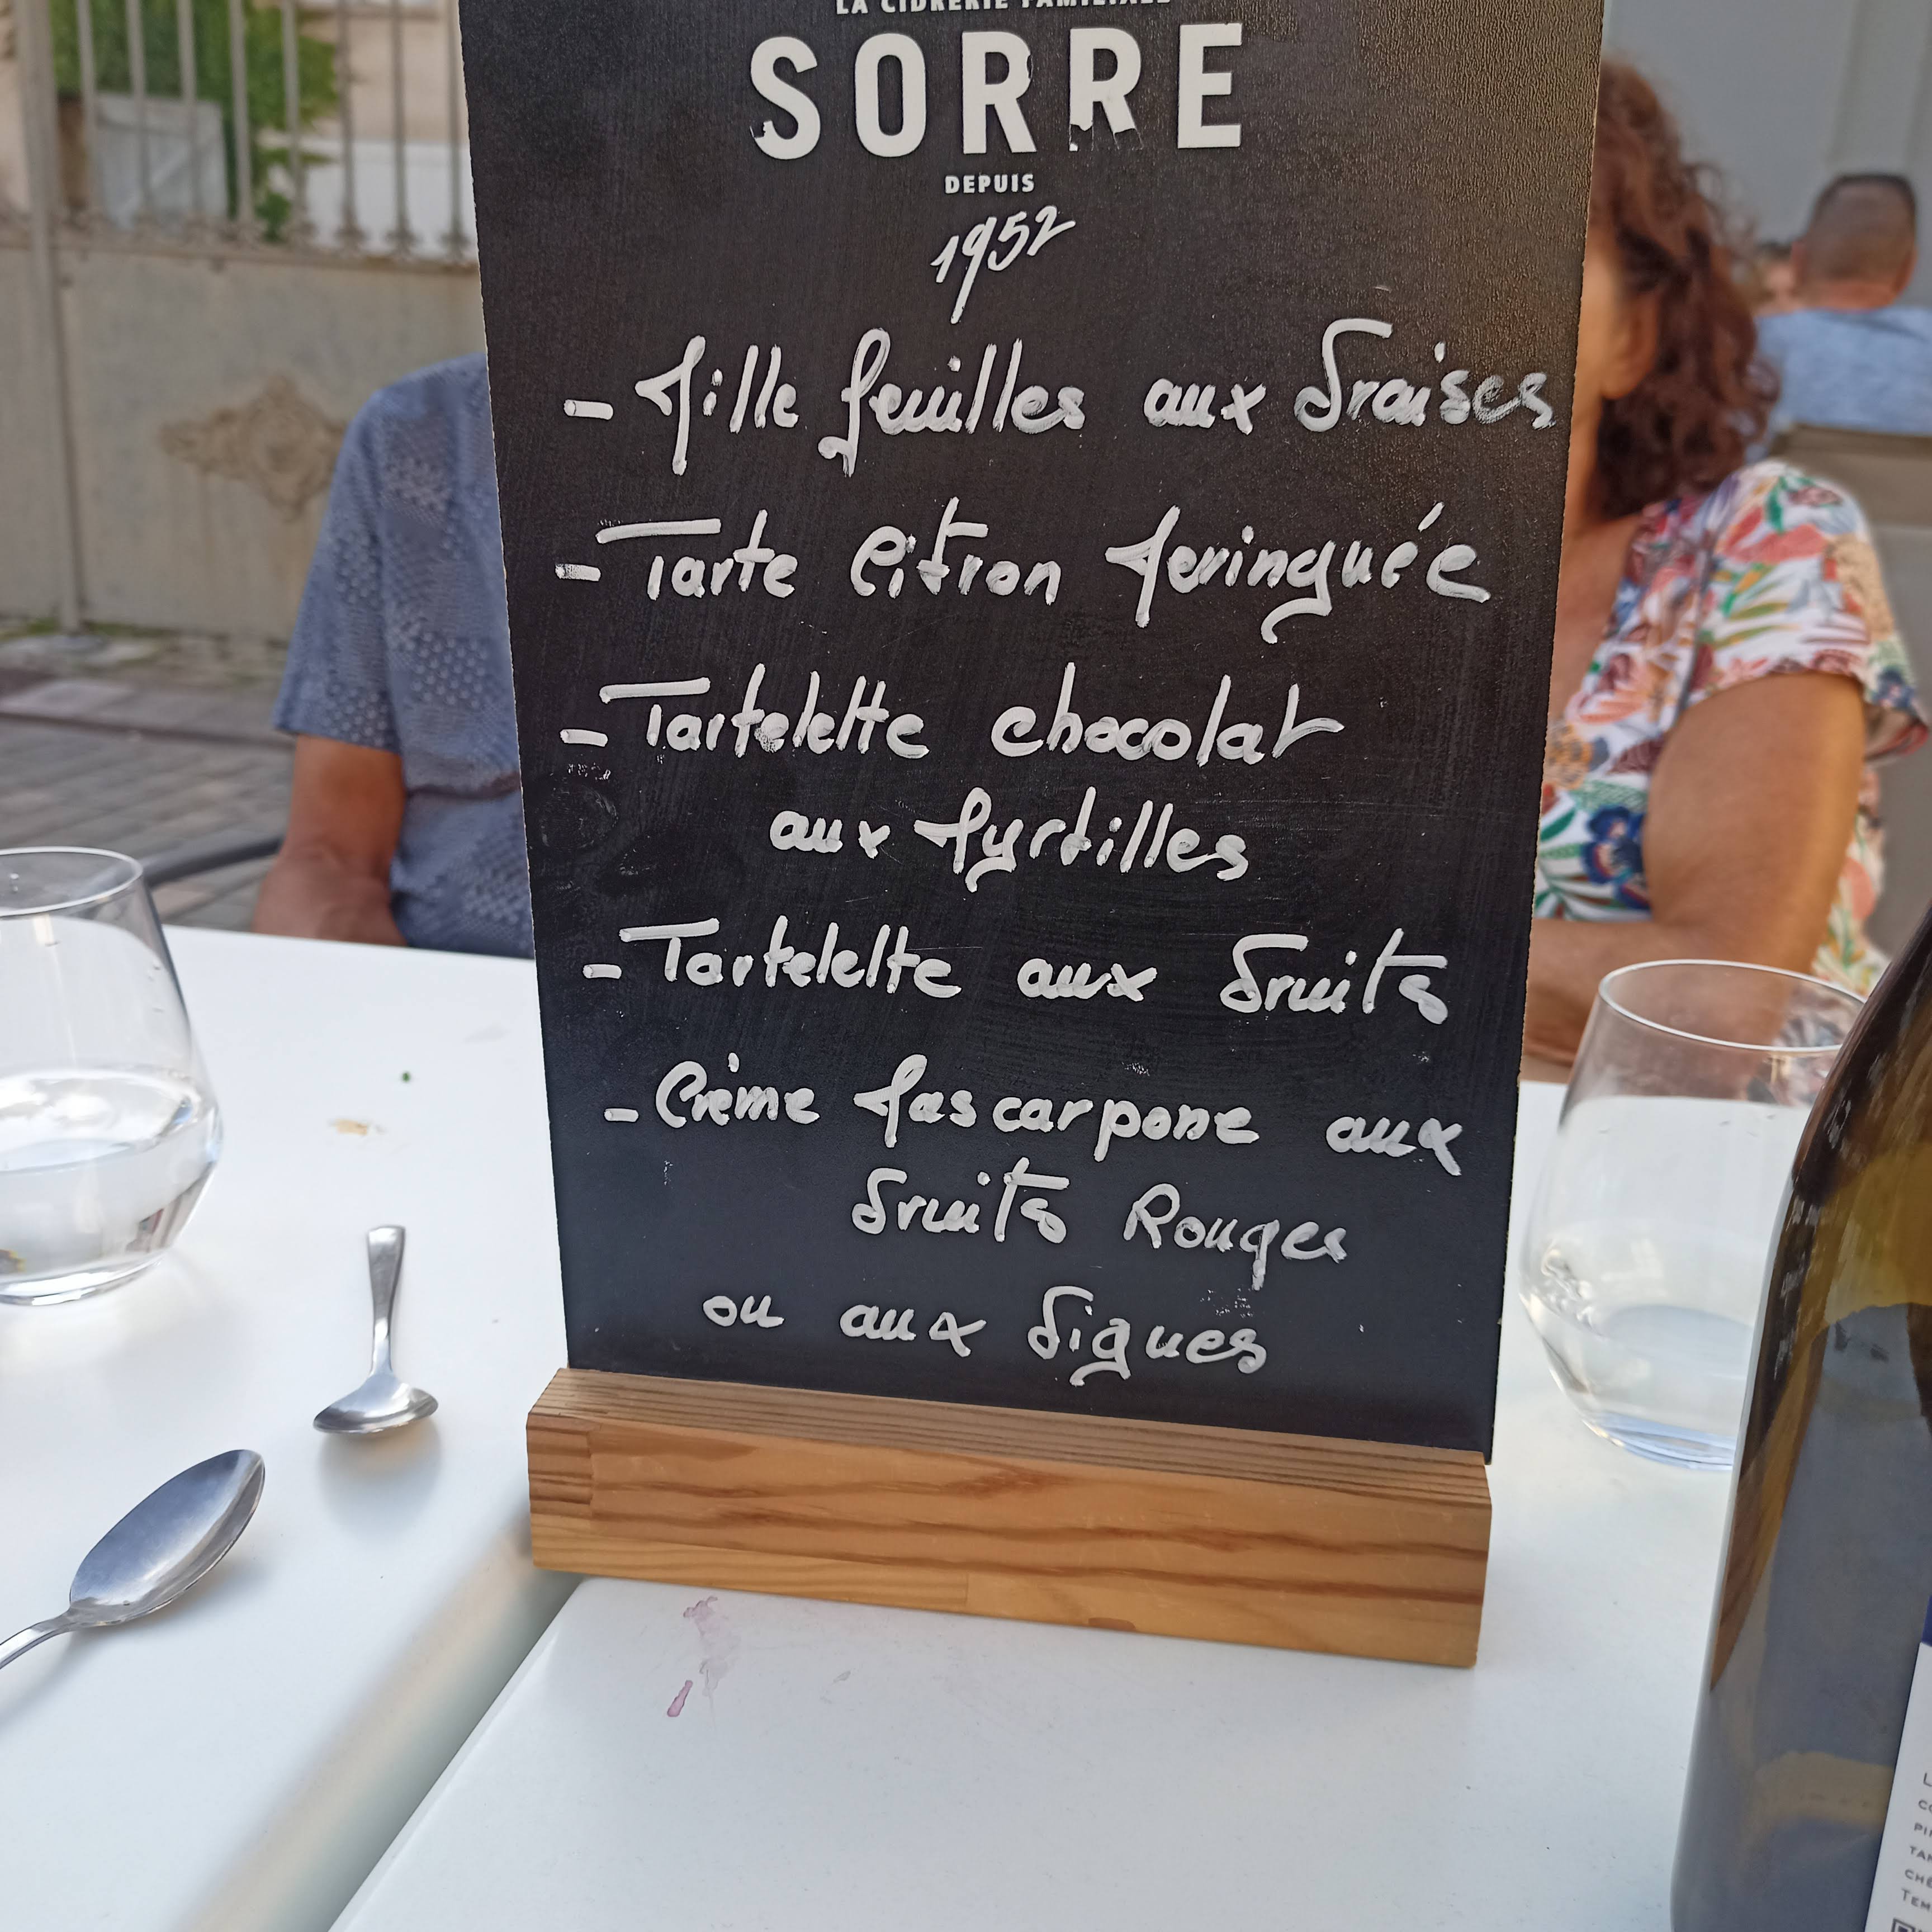 LA CIDRERIE FAMILIALE
SORRE
DEPUIS
1952
- Mille feuilles aux fraises
- Tarte Citron Meringuée
- Tartelette chocolat
aux Myrtilles
- Tartelette aux fruits
- Crème Mascarpone aux
fruits Rouges
ou aux figues